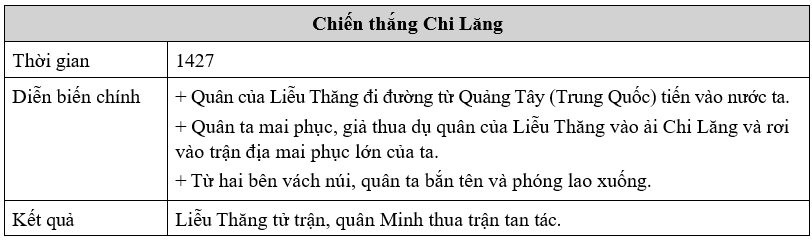 Chiến thắng Chi Lăng
Thời gian 1427
Diễn biến chính + Quân của Liễu Thăng đi đường từ Quảng Tây (Trung Quốc) tiến vào nước ta.
+ Quân ta mai phục, giả thua dụ quân của Liễu Thăng vào ải Chi Lăng và rơi
vào trận địa mai phục lớn của ta.
+ Từ hai bên vách núi, quân ta bắn tên và phóng lao xuống.
Kết quả Liễu Thăng tử trận, quân Minh thua trận tan tác.